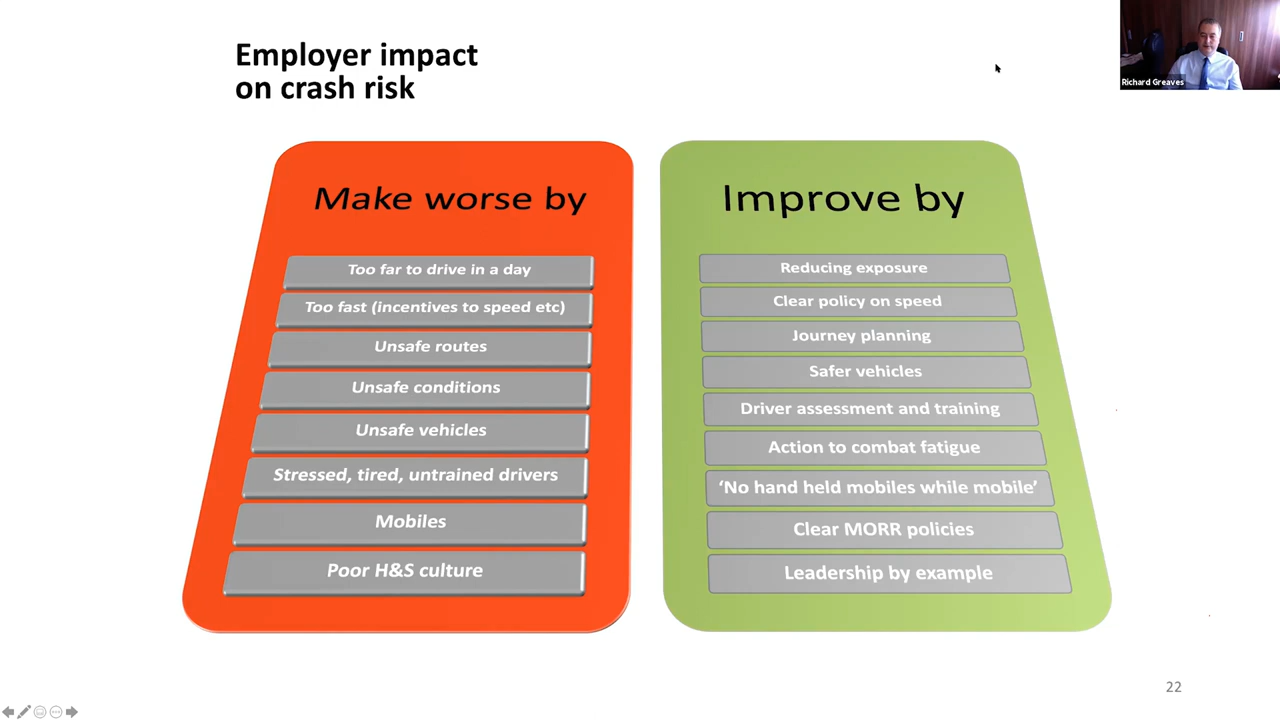 Employer impact
on crash risk
Richard Greaves
Make worse by
Too far to drive in a day
Too fast (incentives to speed etc)
Unsafe routes
Unsafe conditions
Unsafe vehicles
Stressed, tired, untrained drivers
Mobiles
Poor H&S culture
Improve by
Reducing exposure
Clear policy on speed
Journey planning
Safer vehicles
Driver assessment and training
Action to combat fatigue
‘No hand held mobiles while mobile’
Clear MORR policies
Leadership by example
22